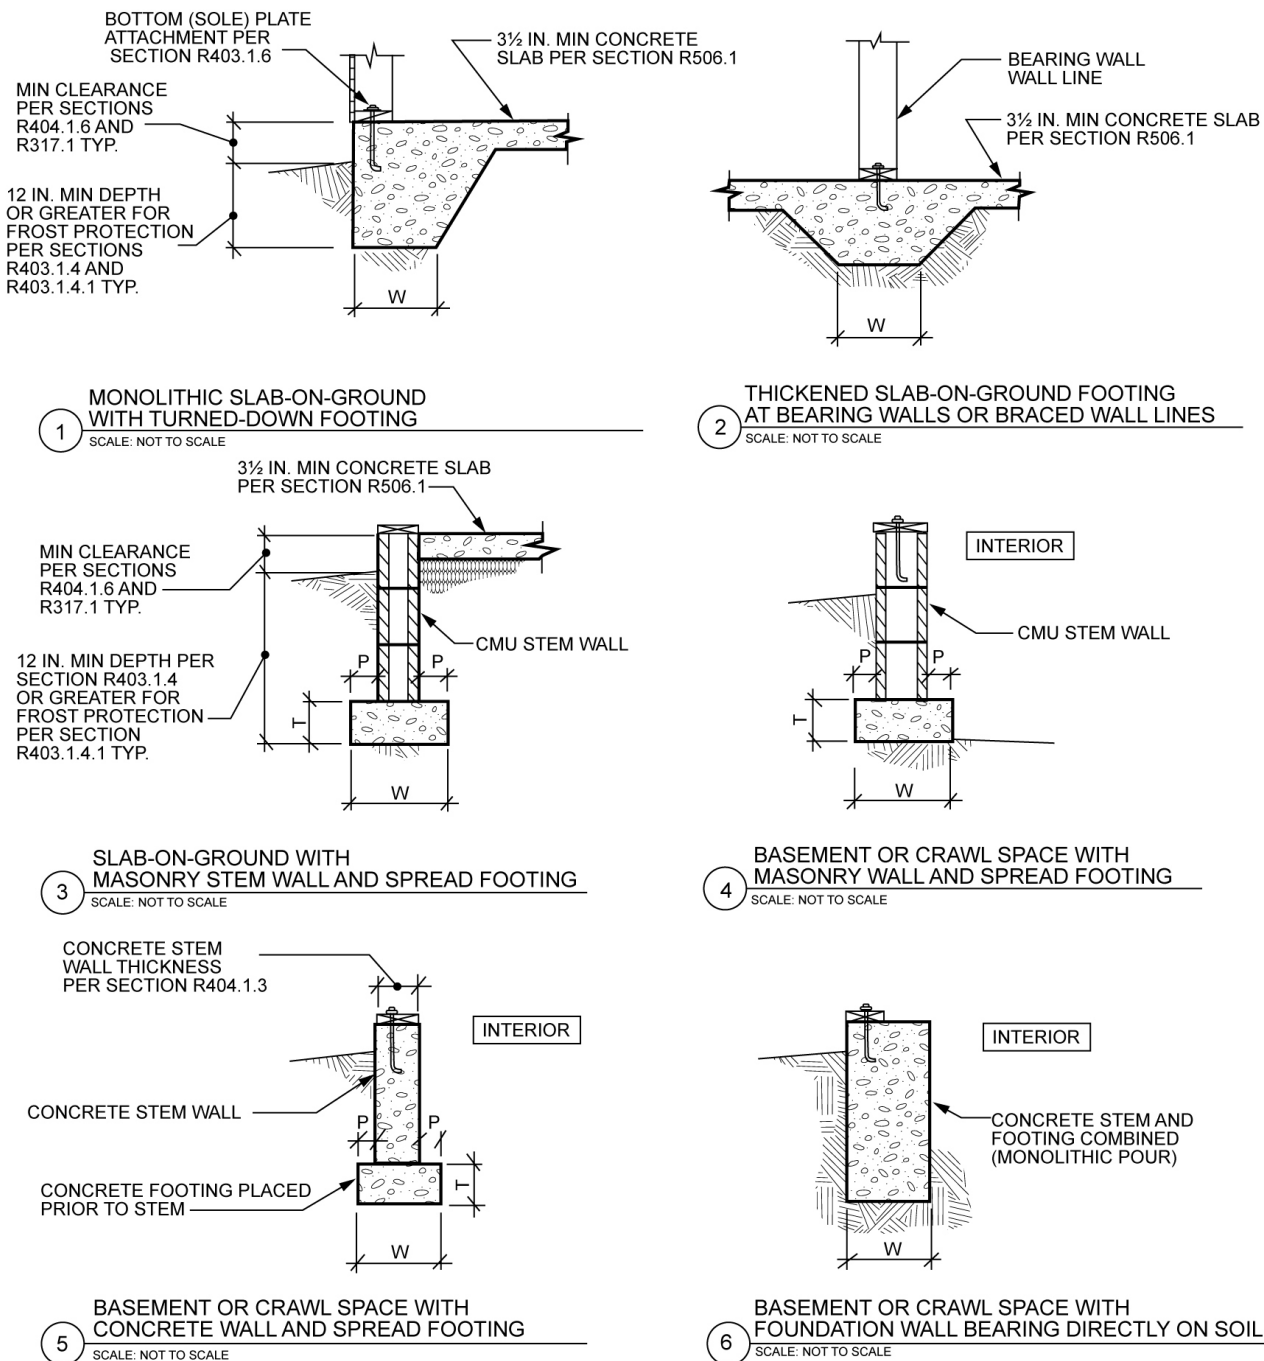 BOTTOM (SOLE) PLATE
ATTACHMENT PER
SECTION R403.1.6
3½ IN. MIN CONCRETE
SLAB PER SECTION R506.1
MIN CLEARANCE
PER SECTIONS
R404.1.6 AND
R317.1 TYP.
12 IN. MIN DEPTH
OR GREATER FOR
FROST PROTECTION
PER SECTIONS
R403.1.4 AND
R403.1.4.1 TYP.
W
1
MONOLITHIC SLAB-ON-GROUND
WITH TURNED-DOWN FOOTING
SCALE: NOT TO SCALE
BEARING WALL
WALL LINE
3½ IN. MIN CONCRETE SLAB
PER SECTION R506.1
W
2
THICKENED SLAB-ON-GROUND FOOTING
AT BEARING WALLS OR BRACED WALL LINES
SCALE: NOT TO SCALE
3½ IN. MIN CONCRETE SLAB
PER SECTION R506.1
MIN CLEARANCE
PER SECTIONS
R404.1.6 AND
R317.1 TYP.
CMU STEM WALL
12 IN. MIN DEPTH PER
SECTION R403.1.4
OR GREATER FOR
FROST PROTECTION
PER SECTION
R403.1.4.1 TYP.
P
P
T
W
3
SLAB-ON-GROUND WITH
MASONRY STEM WALL AND SPREAD FOOTING
SCALE: NOT TO SCALE
INTERIOR
CMU STEM WALL
P
P
T
W
4
BASEMENT OR CRAWL SPACE WITH
MASONRY WALL AND SPREAD FOOTING
SCALE: NOT TO SCALE
CONCRETE STEM
WALL THICKNESS
PER SECTION R404.1.3
INTERIOR
CONCRETE STEM WALL
P
P
T
CONCRETE FOOTING PLACED
PRIOR TO STEM
W
5
BASEMENT OR CRAWL SPACE WITH
CONCRETE WALL AND SPREAD FOOTING
SCALE: NOT TO SCALE
INTERIOR
CONCRETE STEM AND
FOOTING COMBINED
(MONOLITHIC POUR)
W
6
BASEMENT OR CRAWL SPACE WITH
FOUNDATION WALL BEARING DIRECTLY ON SOIL
SCALE: NOT TO SCALE